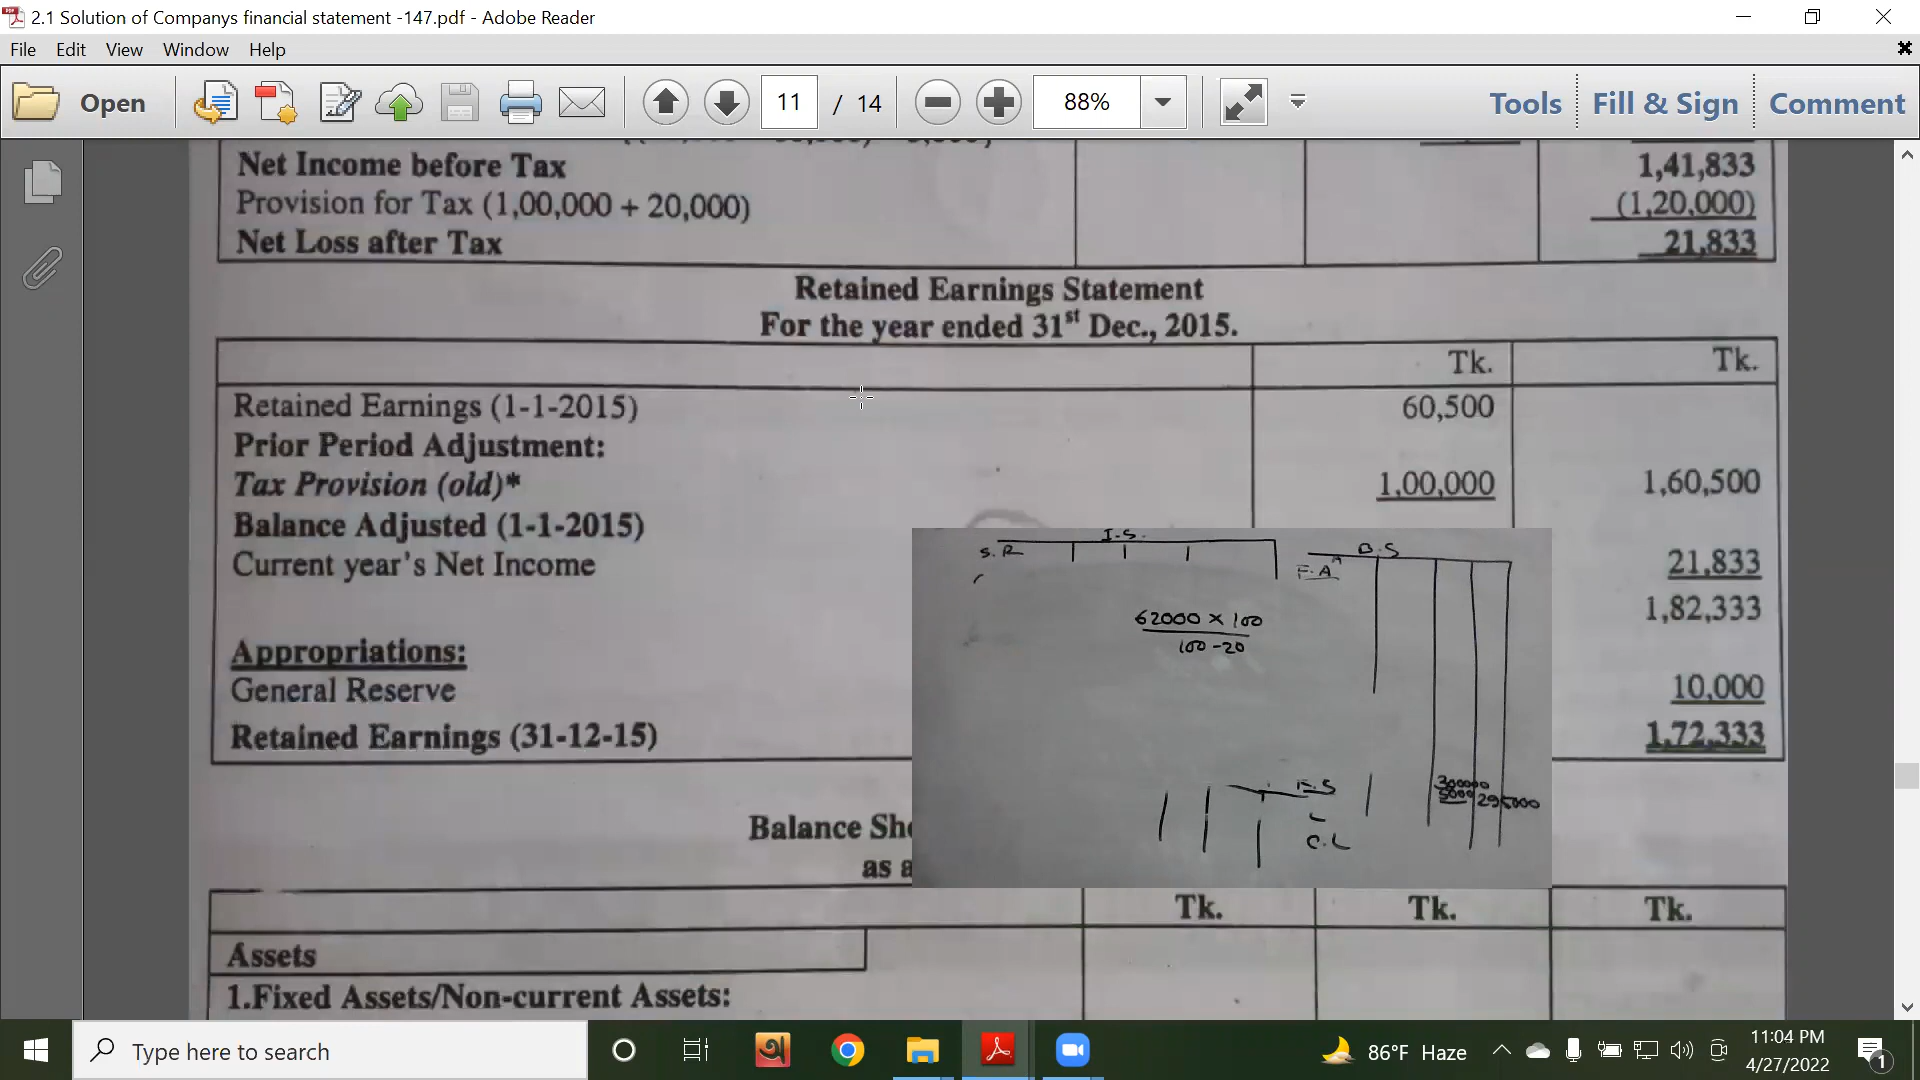 2.1 Solution of Companys financial statement -147.pdf - Adobe Reader
File Edit View Window Help
Open 11 / 14 88% Tools Fill & Sign Comment
Net Income before Tax 1,41,833
Provision for Tax (1,00,000 + 20,000) (1,20,000)
Net Loss after Tax 21,833
Retained Earnings Statement
For the year ended 31st Dec., 2015.
Tk. Tk.
Retained Earnings (1-1-2015) 60,500
Prior Period Adjustment:
Tax Provision (old)* 1,00,000 1,60,500
Balance Adjusted (1-1-2015)
Current year's Net Income 21,833
1,82,333
Appropriations:
General Reserve 10,000
Retained Earnings (31-12-15) 1,72,333
I.S.
S.R
B.S
F.A
62000 × 100
100 - 20
F.S
300000
5000 295000
C.L
Balance Sh
as a
Tk. Tk. Tk.
Assets
1.Fixed Assets/Non-current Assets:
Type here to search
86°F Haze
11:04 PM
4/27/2022
1